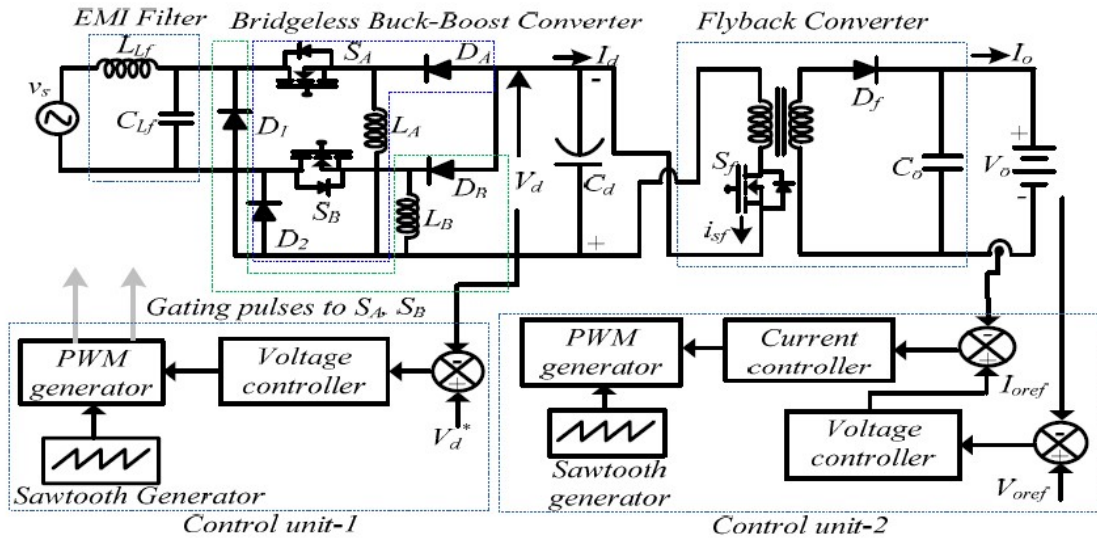 EMI Filter
Bridgeless Buck-Boost Converter
Flyback Converter
L_Lf
S_A
D_A
I_d
I_o
v_s
-
D_f
C_Lf
D_1
L_A
+
S_f
C_o
V_o
D_B
V_d
C_d
S_B
L_B
-
i_sf
D_2
+
Gating pulses to S_A, S_B
PWM generator
Voltage controller
-
+
V_d*
Sawtooth Generator
Control unit-1
PWM generator
Current controller
-
+
I_oref
Voltage controller
-
+
Sawtooth generator
V_oref
Control unit-2